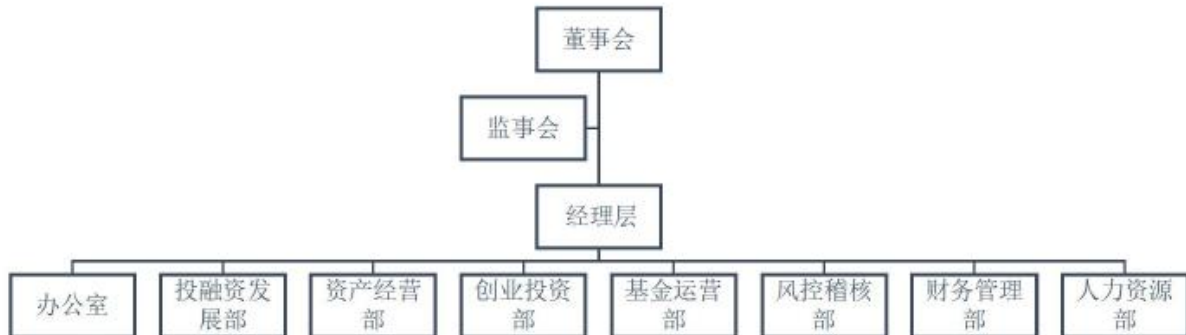 董事会
监事会
经理层
办公室
投融资发
展部
资产经营
部
创业投资
部
基金运营
部
风控稽核
部
财务管理
部
人力资源
部